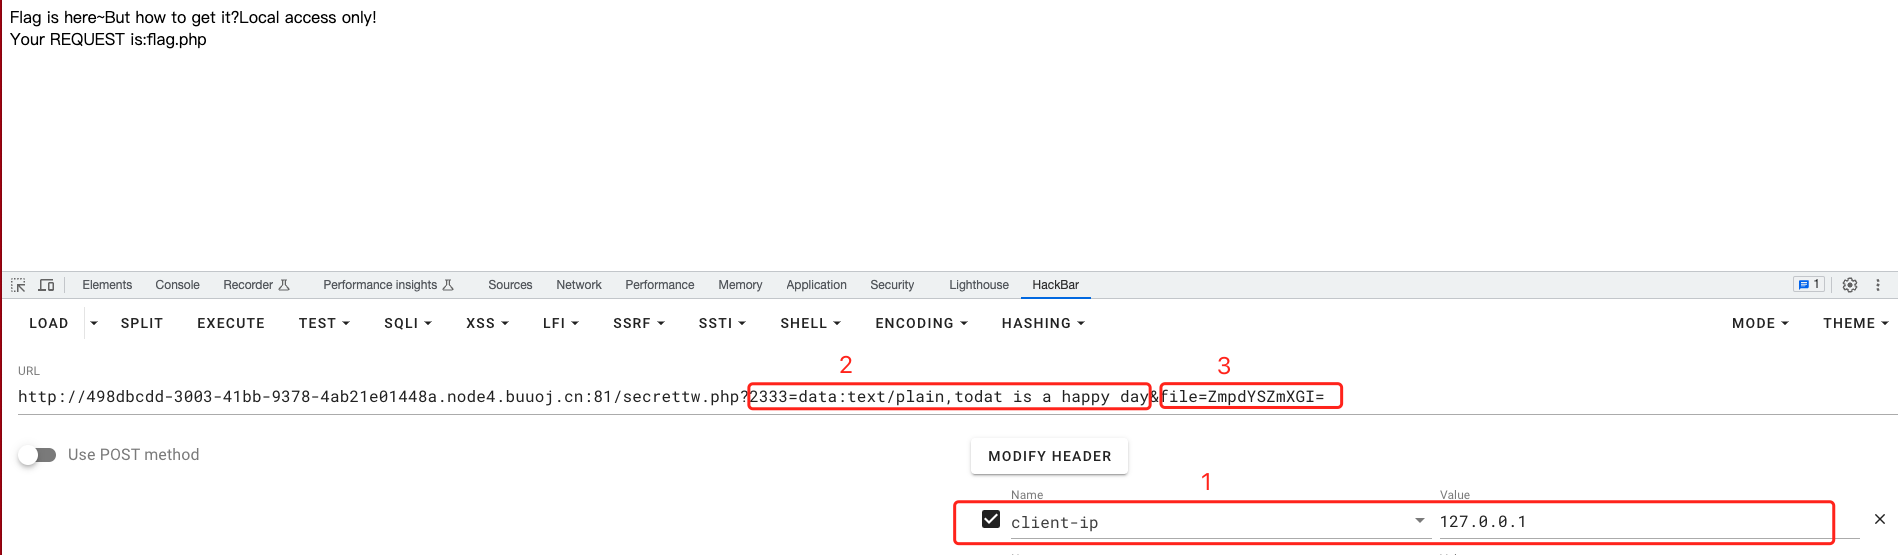 Flag is here~But how to get it?Local access only!
Your REQUEST is:flag.php
Elements Console Recorder Performance insights Sources Network Performance Memory Application Security Lighthouse HackBar 1
LOAD SPLIT EXECUTE TEST SQLI XSS LFI SSRF SSTI SHELL ENCODING HASHING MODE THEME
2 3
URL
http://498dbcdd-3003-41bb-9378-4ab21e01448a.node4.buuoj.cn:81/secrettw.php?2333=data:text/plain,todat is a happy day&file=ZmpdYSZmXGI=
Use POST method MODIFY HEADER
1
Name Value
client-ip 127.0.0.1